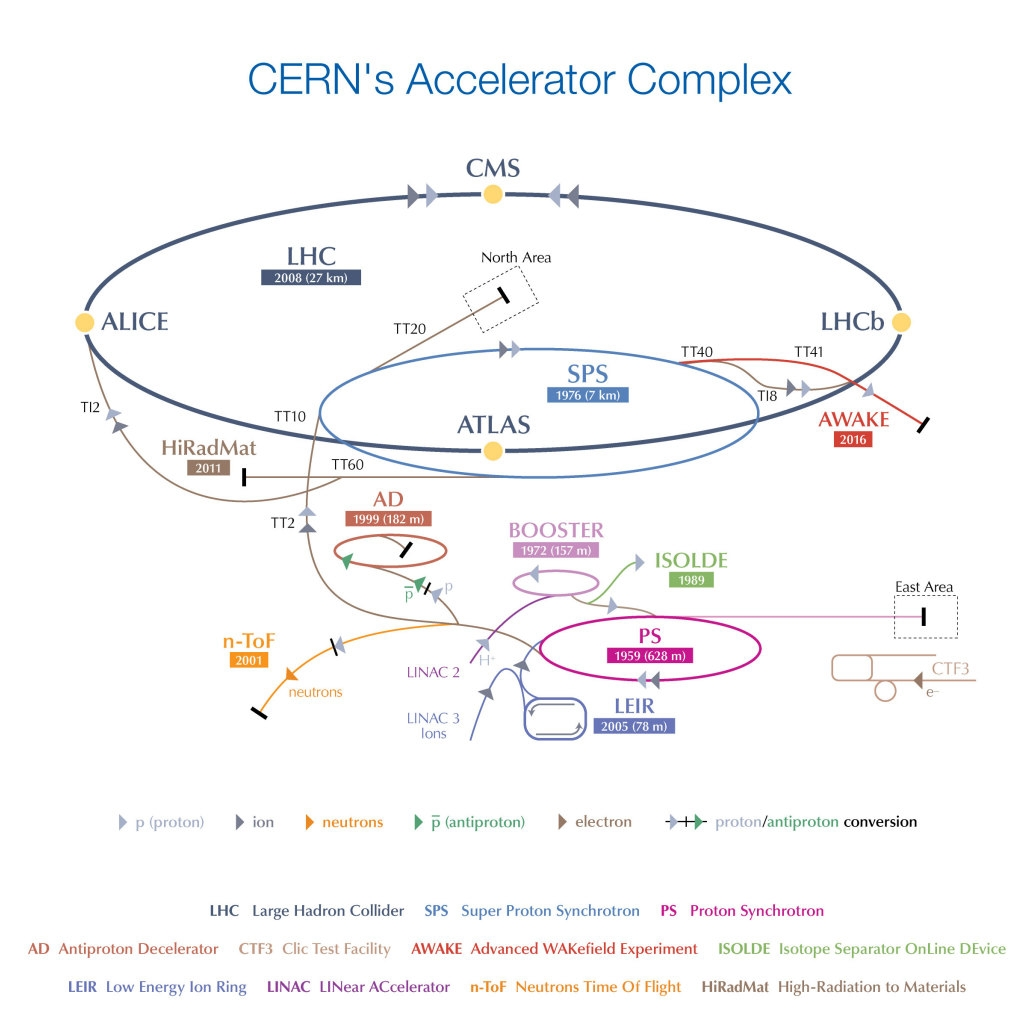 CERN's Accelerator Complex
CMS
LHC
2008 (27 km)
North Area
ALICE
LHCb
TT20
TT40
TT41
SPS
1976 (7 km)
TI8
TI2
TT10
ATLAS
AWAKE
2016
HiRadMat
2011
TT60
AD
1999 (182 m)
TT2
BOOSTER
1972 (157 m)
ISOLDE
1989
p̅
p
East Area
n-ToF
2001
PS
1959 (628 m)
H⁺
LINAC 2
neutrons
CTF3
e⁻
LEIR
2005 (78 m)
LINAC 3
Ions
p (proton)
ion
neutrons
p̅ (antiproton)
electron
proton/antiproton conversion
LHC Large Hadron Collider SPS Super Proton Synchrotron PS Proton Synchrotron
AD Antiproton Decelerator CTF3 Clic Test Facility AWAKE Advanced WAKefield Experiment ISOLDE Isotope Separator OnLine DEvice
LEIR Low Energy Ion Ring LINAC LINear ACcelerator n-ToF Neutrons Time Of Flight HiRadMat High-Radiation to Materials